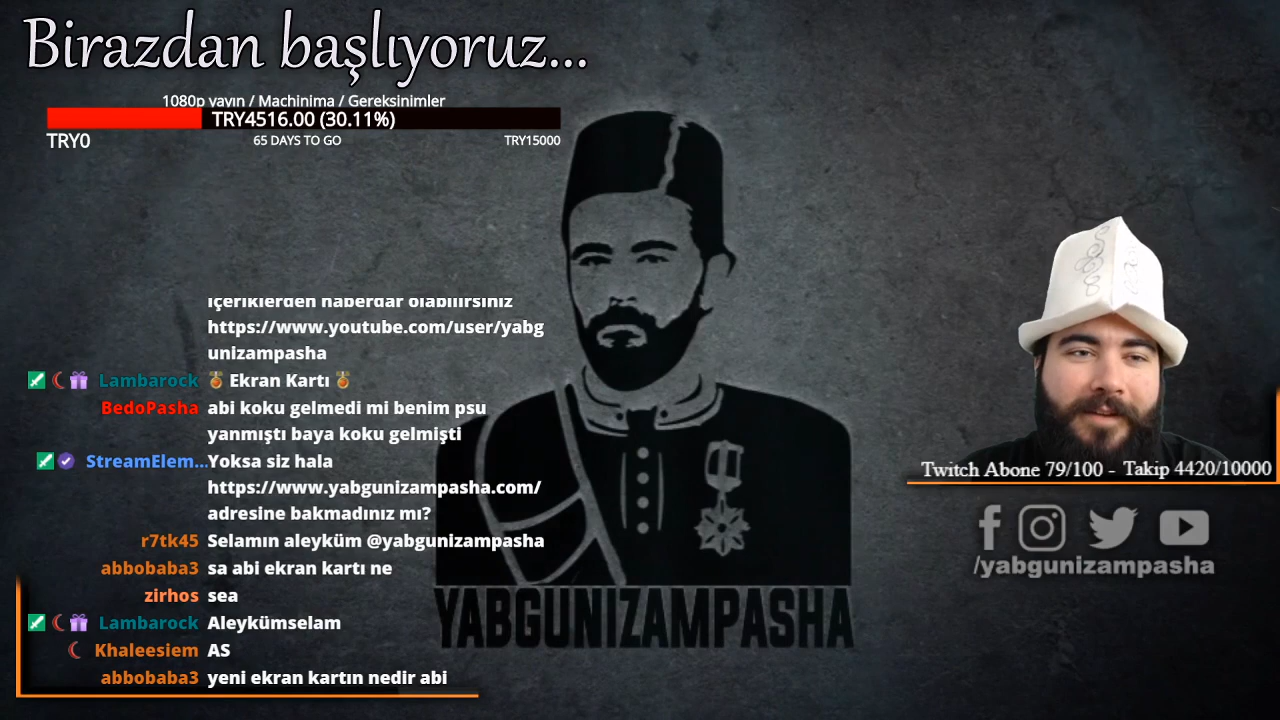 Birazdan başlıyoruz...
1080p yayın / Machinima / Gereksinimler
TRY4516.00 (30.11%)
TRY0
65 DAYS TO GO
TRY15000
içeriklerden haberdar olabilirsiniz
https://www.youtube.com/user/yabg
unizampasha
Lambarock Ekran Kartı
BedoPasha abi koku gelmedi mi benim psu
yanmıştı baya koku gelmişti
StreamElem... Yoksa siz hala
https://www.yabgunizampasha.com/
adresine bakmadınız mı?
r7tk45 Selamın aleyküm @yabgunizampasha
abbobaba3 sa abi ekran kartı ne
zirhos sea
Lambarock Aleykümselam
Khaleesiem AS
abbobaba3 yeni ekran kartın nedir abi
YABGUNIZAMPASHA
Twitch Abone 79/100 - Takip 4420/10000
/yabgunizampasha